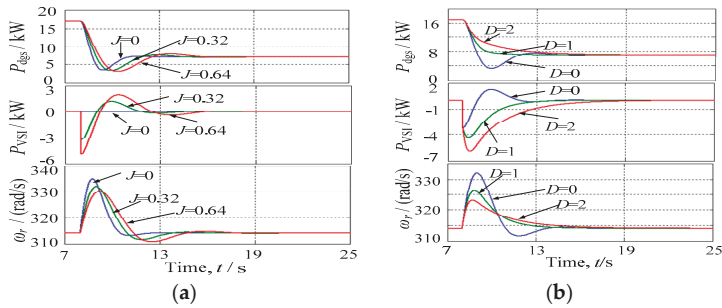 20
15
10
5
0
P_dgs / kW
J=0
J=0.32
J=0.64
3
0
-3
-6
P_VSI / kW
J=0.32
J=0
J=0.64
340
330
320
310
ω_r / (rad/s)
J=0
J=0.32
J=0.64
7 13 19 25
Time, t / s
(a)
16
12
8
4
0
P_dgs / kW
D=2
D=1
D=0
2
-1
-4
-7
P_VSI / kW
D=0
D=2
D=1
330
320
310
ω_r / (rad/s)
D=1
D=0
D=2
7 13 19 25
Time, t/s
(b)